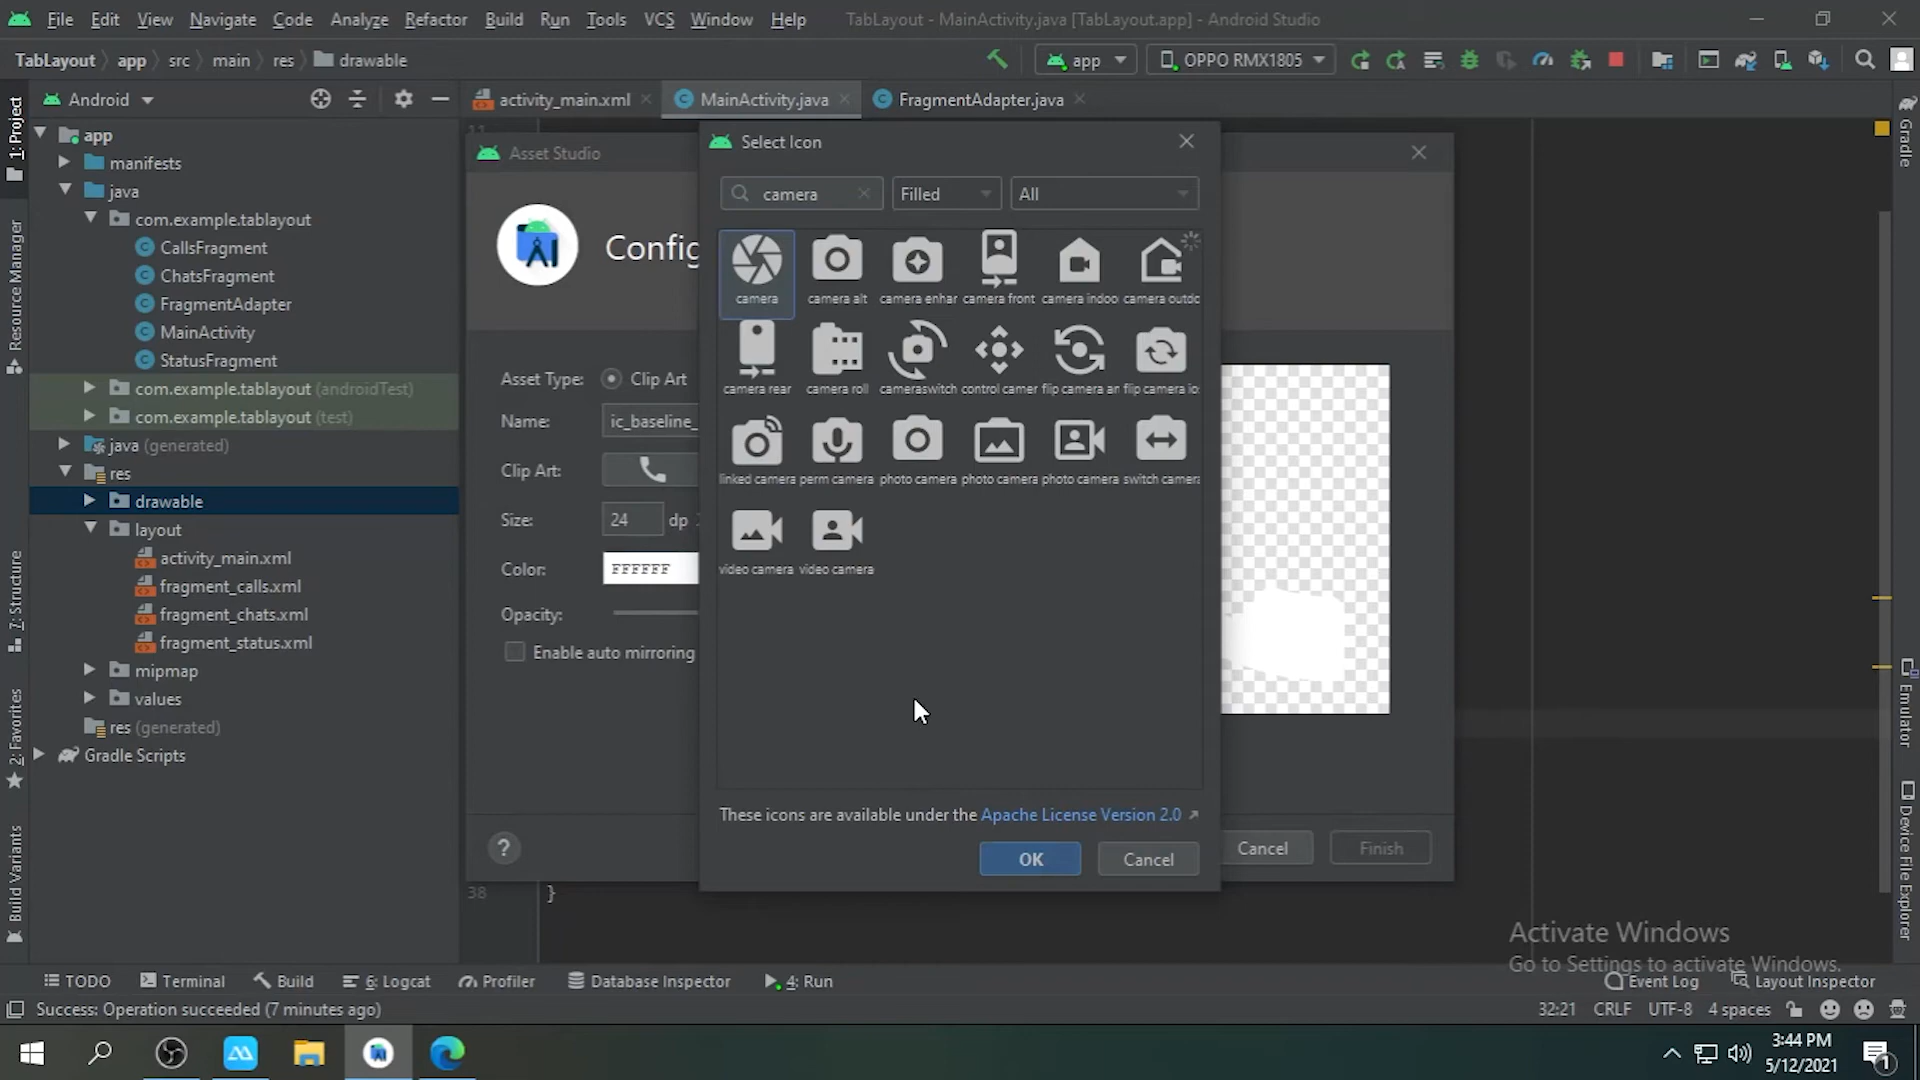 File Edit View Navigate Code Analyze Refactor Build Run Tools VCS Window Help TabLayout - MainActivity.java [TabLayout.app] - Android Studio
TabLayout app src main res drawable
app OPPO RMX1805
Android
activity_main.xml MainActivity.java FragmentAdapter.java
1: Project
Resource Manager
7: Structure
2: Favorites
Build Variants
app
manifests
java
com.example.tablayout
CallsFragment
ChatsFragment
FragmentAdapter
MainActivity
StatusFragment
com.example.tablayout (androidTest)
com.example.tablayout (test)
java (generated)
res
drawable
layout
activity_main.xml
fragment_calls.xml
fragment_chats.xml
fragment_status.xml
mipmap
values
res (generated)
Gradle Scripts
Asset Studio
Config
Asset Type: Clip Art
Name: ic_baseline_
Clip Art:
Size: 24 dp
Color: FFFFFF
Opacity:
Enable auto mirroring
?
Cancel Finish
38 }
Select Icon
camera Filled All
camera camera alt camera enhan camera front camera indoo camera outdo
camera rear camera roll cameraswitch control camer flip camera an flip camera io
linked camera perm camera photo camera photo camera photo camera switch camera
video camera video camera
These icons are available under the Apache License Version 2.0
OK Cancel
Gradle
Emulator
Device File Explorer
Activate Windows
Go to Settings to activate Windows.
TODO Terminal Build 6: Logcat Profiler Database Inspector 4: Run Event Log Layout Inspector
Success: Operation succeeded (7 minutes ago) 32:21 CRLF UTF-8 4 spaces
3:44 PM
5/12/2021
1